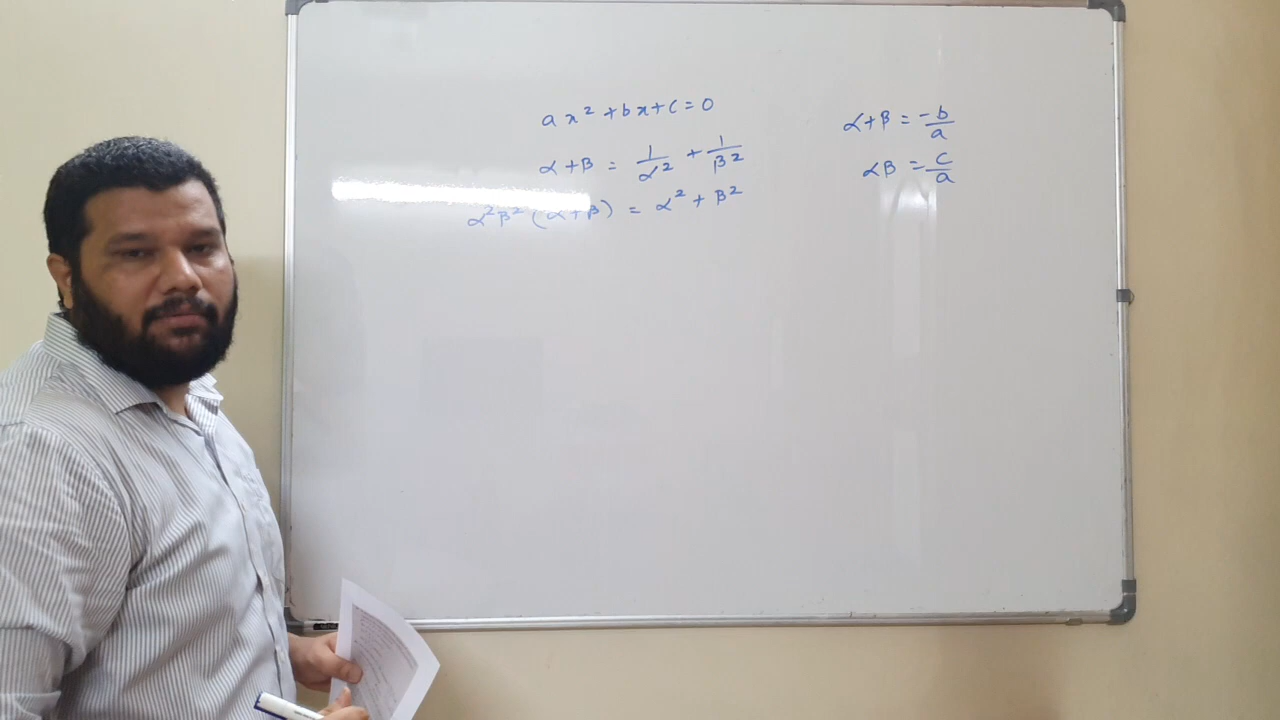 ax² + bx + c = 0
α + β = 1/α² + 1/β²
α²β² (α + β) = α² + β²
α + β = -b/a
αβ = c/a